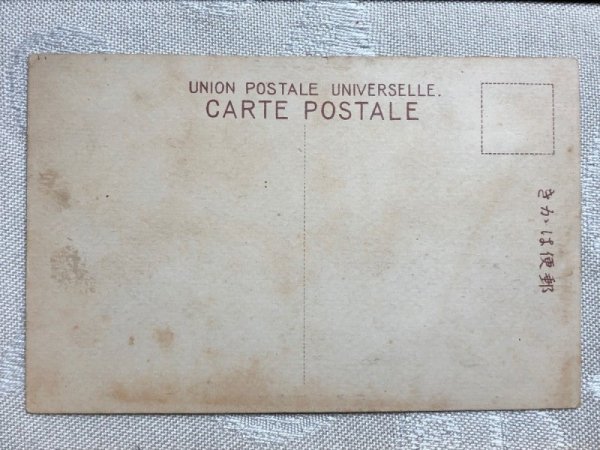 UNION POSTALE UNIVERSELLE.
CARTE POSTALE
郵便はかき